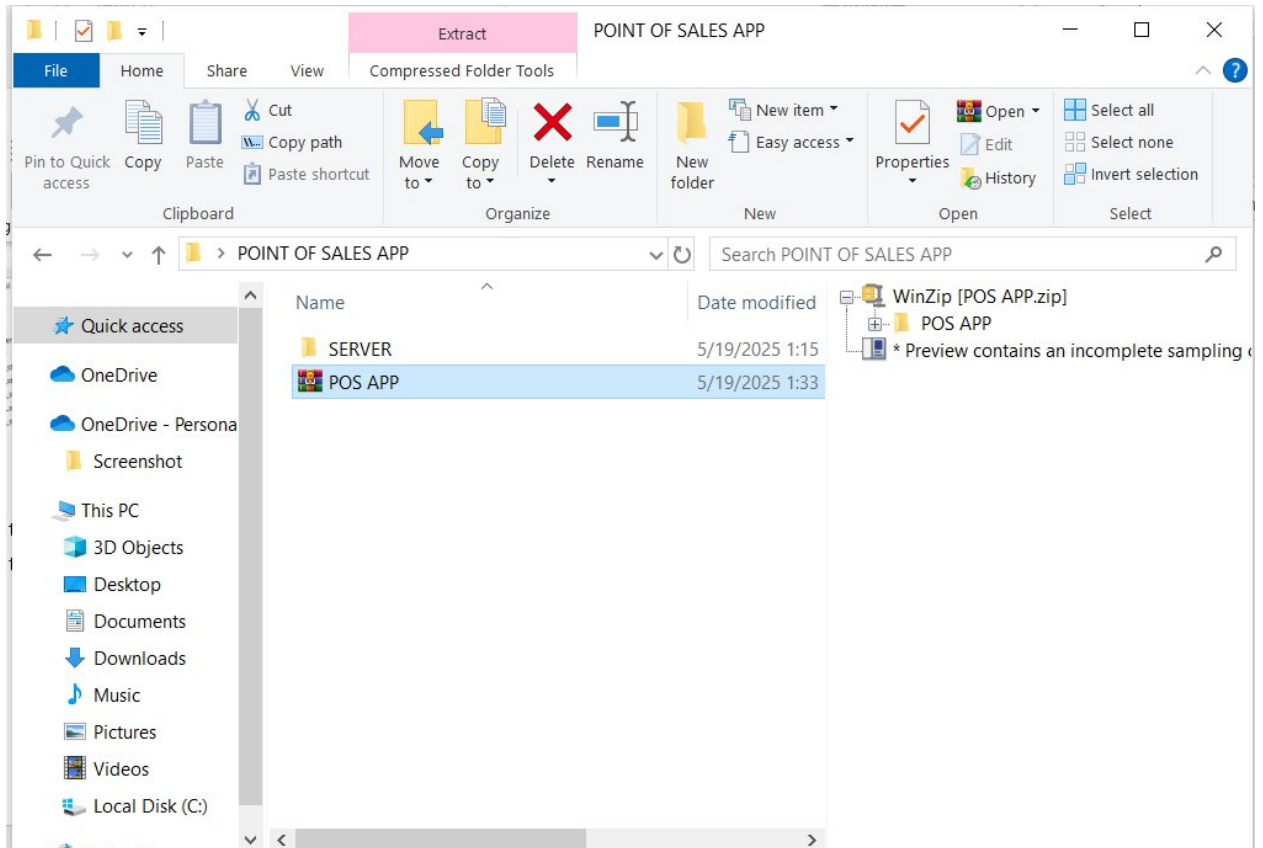 Extract
POINT OF SALES APP
File Home Share View Compressed Folder Tools
Pin to Quick access
Copy
Paste
Cut
Copy path
Paste shortcut
Move to
Copy to
Delete
Rename
New folder
New item
Easy access
Properties
Open
Edit
History
Select all
Select none
Invert selection
Clipboard Organize New Open Select
POINT OF SALES APP
Search POINT OF SALES APP
Name Date modified
SERVER 5/19/2025 1:15
POS APP 5/19/2025 1:33
Quick access
OneDrive
OneDrive - Persona
Screenshot
This PC
3D Objects
Desktop
Documents
Downloads
Music
Pictures
Videos
Local Disk (C:)
WinZip [POS APP.zip]
POS APP
* Preview contains an incomplete sampling